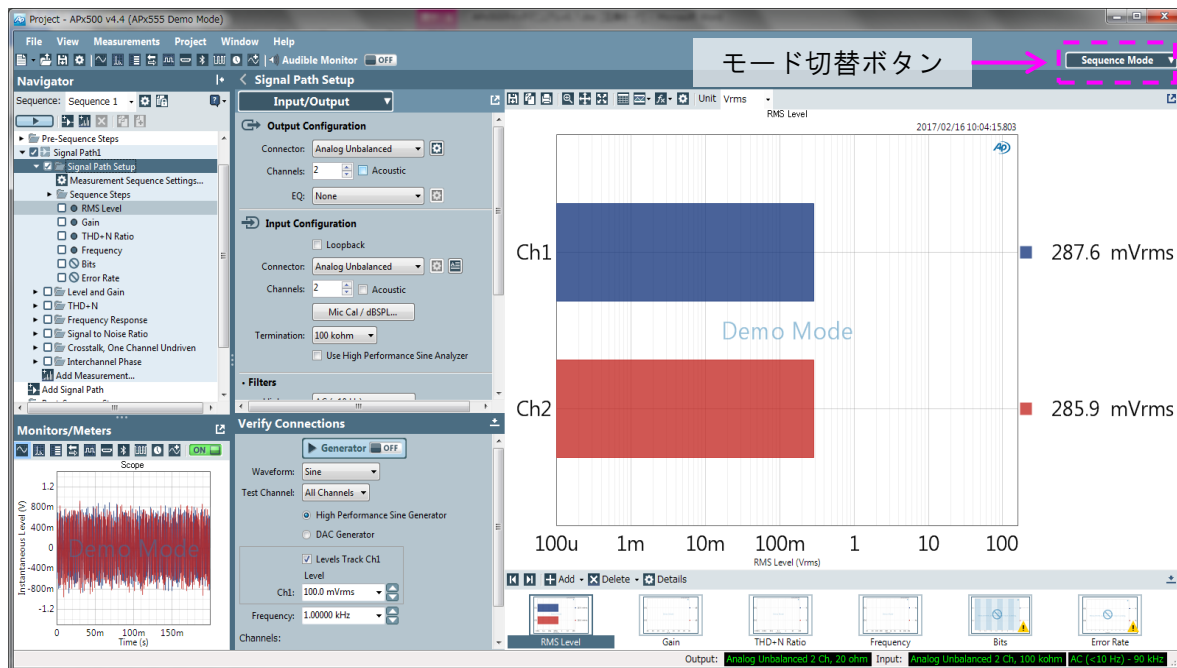 Project - APx500 v4.4 (APx555 Demo Mode)
File View Measurements Project Window Help
Audible Monitor OFF
モード切替ボタン
Sequence Mode
Navigator
Sequence: Sequence 1
Pre-Sequence Steps
Signal Path1
Signal Path Setup
Measurement Sequence Settings...
Sequence Steps
RMS Level
Gain
THD+N Ratio
Frequency
Bits
Error Rate
Level and Gain
THD+N
Frequency Response
Signal to Noise Ratio
Crosstalk, One Channel Undriven
Interchannel Phase
Add Measurement...
Add Signal Path
Monitors/Meters
ON
Scope
Instantaneous Level (V)
1.2
800m
400m
0
-400m
-800m
-1.2
Demo Mode
0 50m 100m 150m
Time (s)
Signal Path Setup
Input/Output
Output Configuration
Connector: Analog Unbalanced
Channels: 2 Acoustic
EQ: None
Input Configuration
Loopback
Connector: Analog Unbalanced
Channels: 2 Acoustic
Mic Cal / dBSPL...
Termination: 100 kohm
Use High Performance Sine Analyzer
Filters
Verify Connections
Generator OFF
Waveform: Sine
Test Channel: All Channels
High Performance Sine Generator
DAC Generator
Levels Track Ch1
Level
Ch1: 100.0 mVrms
Frequency: 1.00000 kHz
Channels:
Unit Vrms
RMS Level
2017/02/16 10:04:15.803
AP
Ch1
287.6 mVrms
Demo Mode
Ch2
285.9 mVrms
100u 1m 10m 100m 1 10 100
RMS Level (Vrms)
Add Delete Details
RMS Level
Gain
THD+N Ratio
Frequency
Bits
Error Rate
Output: Analog Unbalanced 2 Ch, 20 ohm Input: Analog Unbalanced 2 Ch, 100 kohm AC (<10 Hz) - 90 kHz